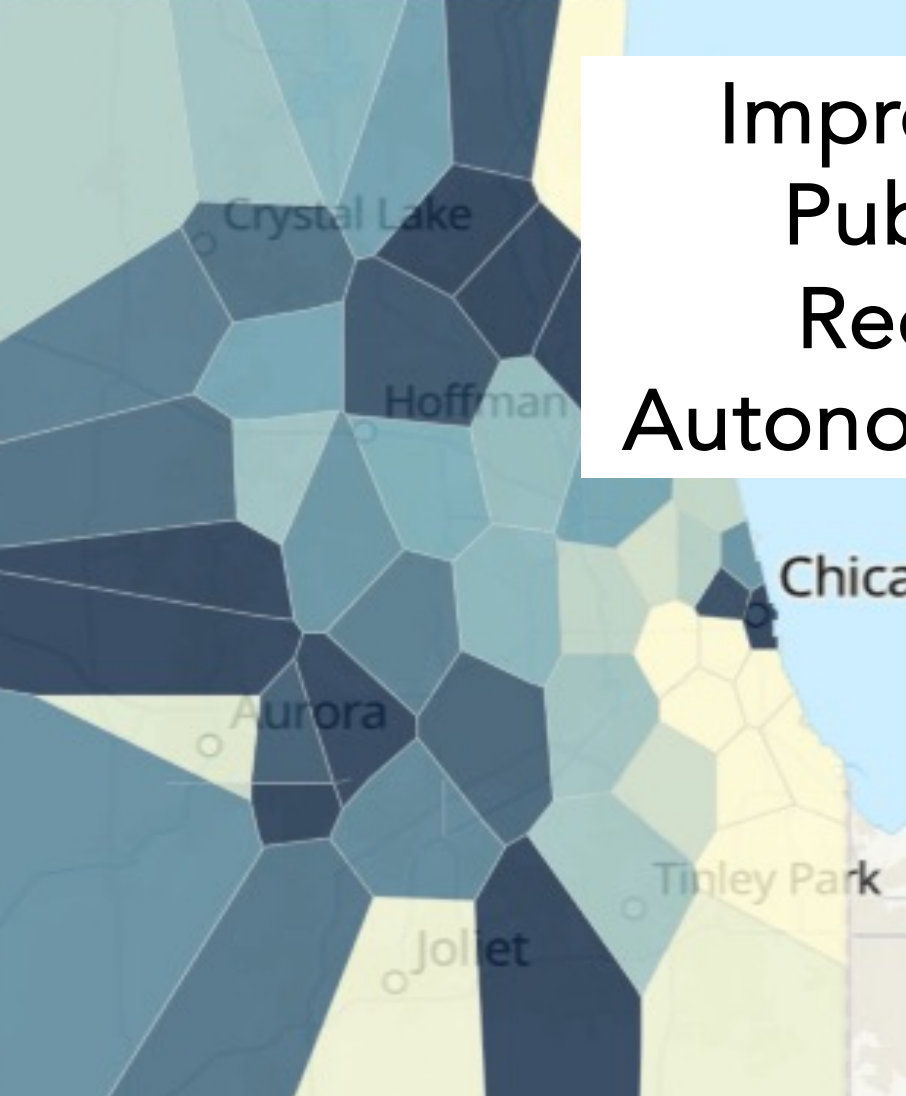 Impro
Pub
Rec
Autono
Crystal Lake
Hoffman
Chica
Aurora
Tinley Park
Joliet